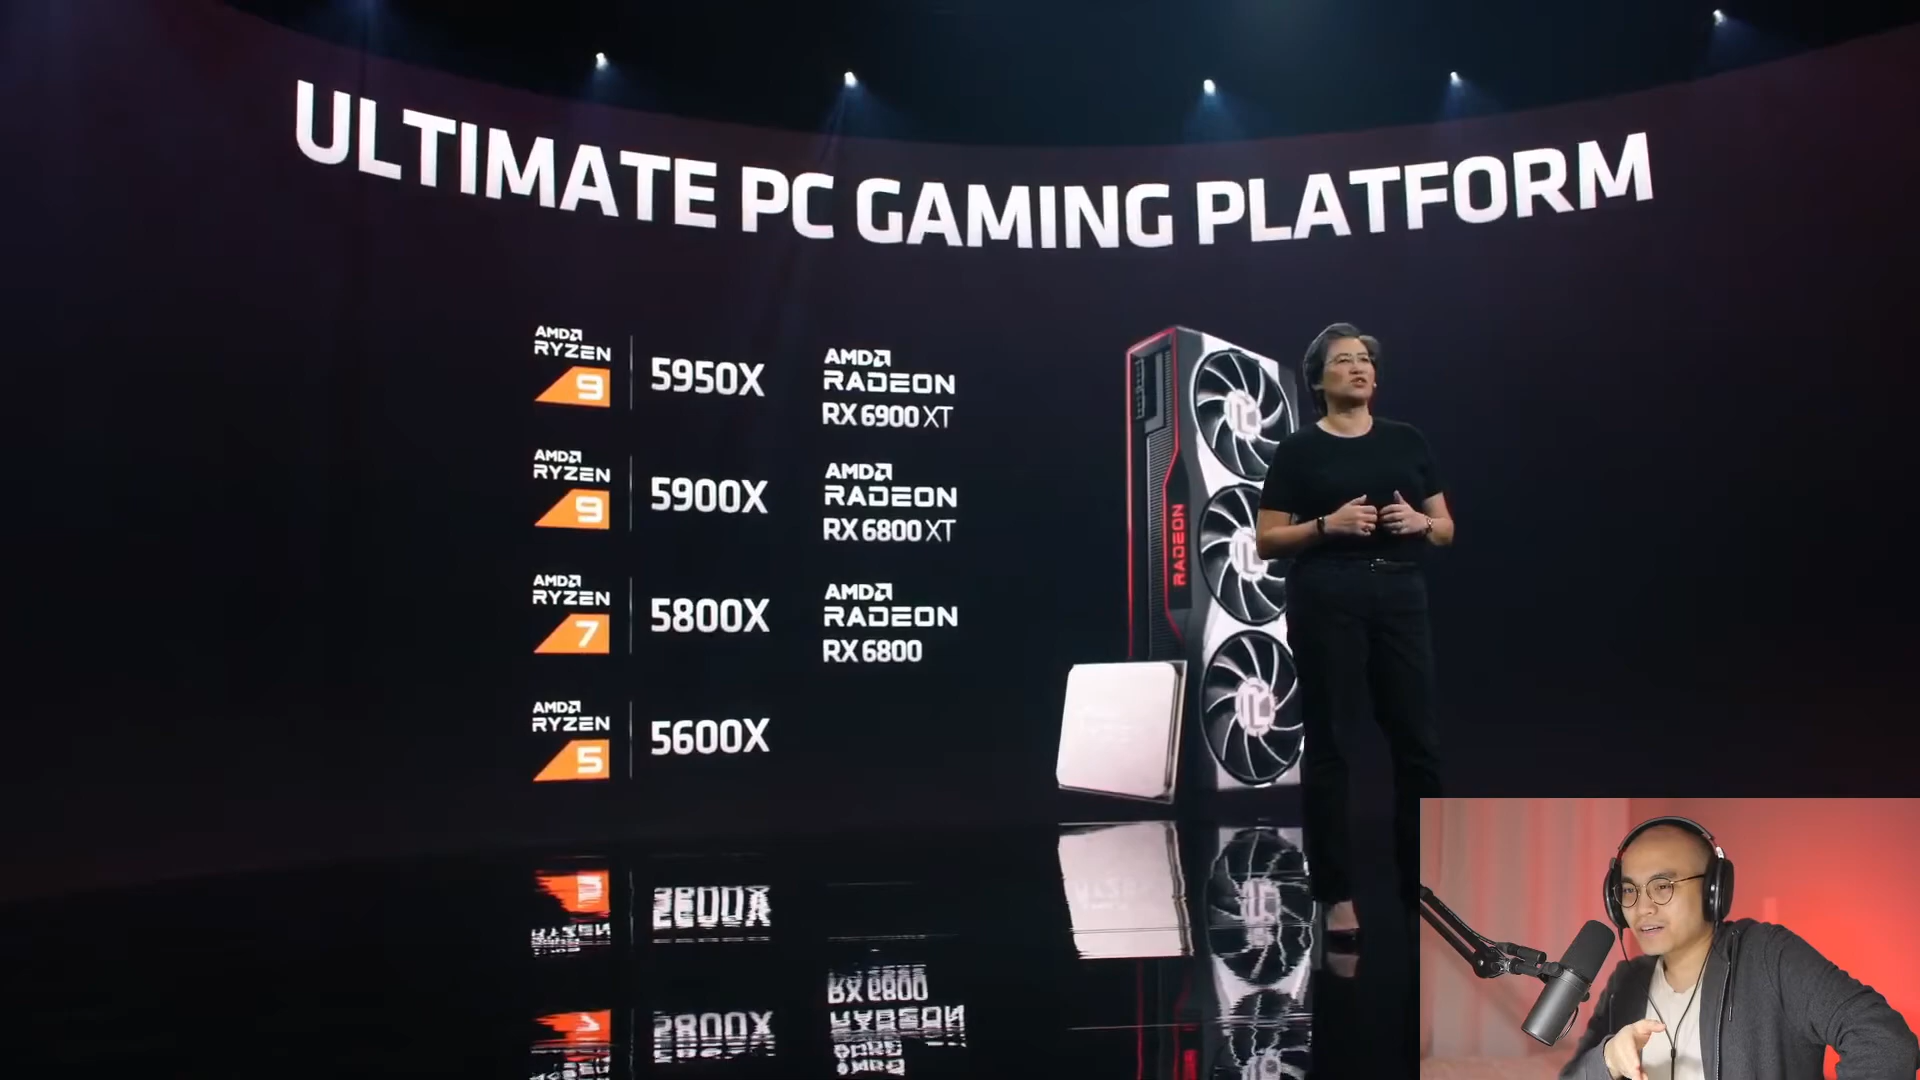 ULTIMATE PC GAMING PLATFORM
AMD
RYZEN
9
5950X
AMD
RADEON
RX 6900 XT
AMD
RYZEN
9
5900X
AMD
RADEON
RX 6800 XT
AMD
RYZEN
7
5800X
AMD
RADEON
RX 6800
AMD
RYZEN
5
5600X
RADEON